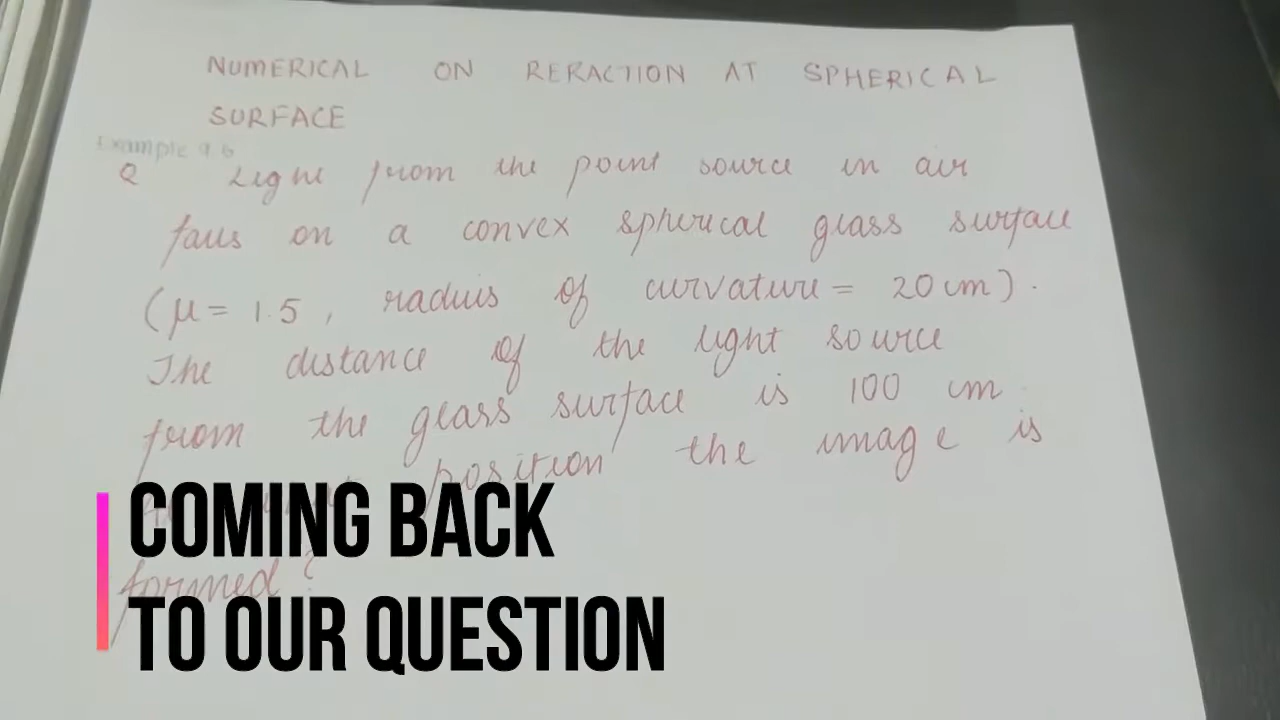 NUMERICAL ON RERACTION AT SPHERICAL
SURFACE
Example 9.6
Q Light from the point source in air
falls on a convex spherical glass surface
(μ = 1.5, radius of curvature = 20 cm).
The distance of the light source
from the glass surface is 100 cm
position the image is
formed?
COMING BACK
TO OUR QUESTION